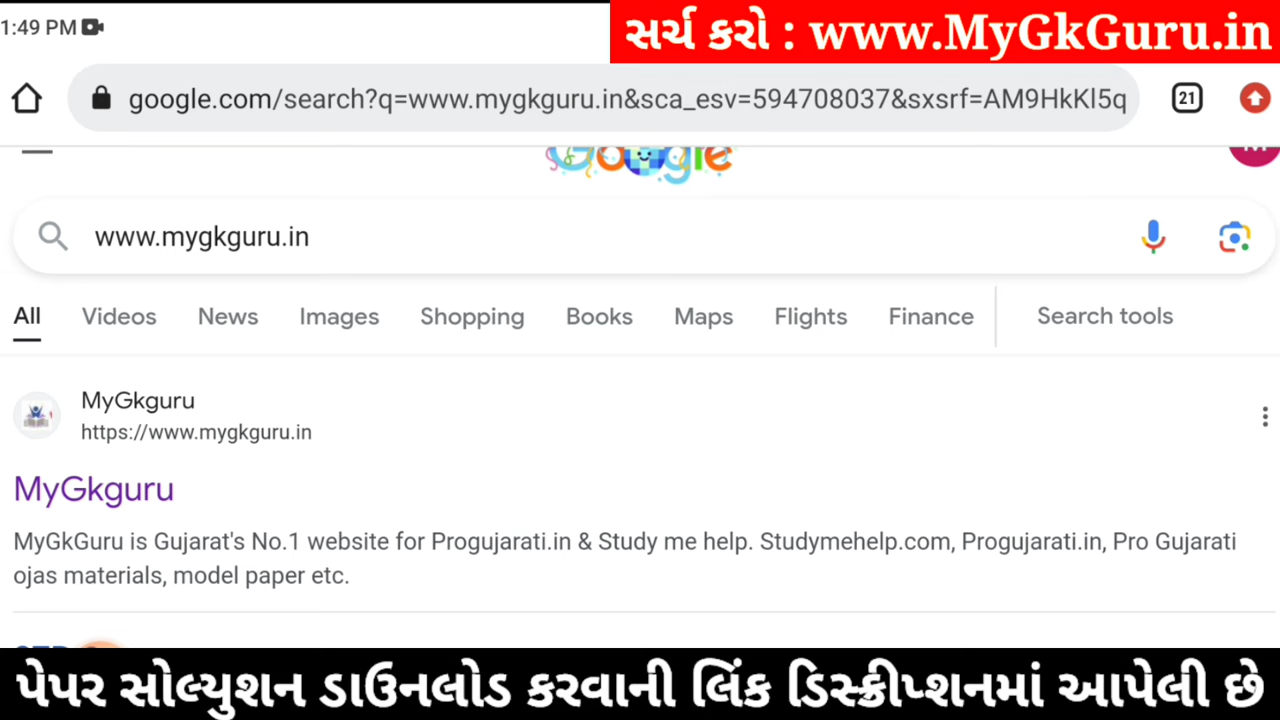 1:49 PM
સર્ચ કરો : www.MyGkGuru.in
google.com/search?q=www.mygkguru.in&sca_esv=594708037&sxsrf=AM9HkKl5q
21
Google
www.mygkguru.in
All Videos News Images Shopping Books Maps Flights Finance Search tools
MyGkguru
https://www.mygkguru.in
MyGkguru
MyGkGuru is Gujarat's No.1 website for Progujarati.in & Study me help. Studymehelp.com, Progujarati.in, Pro Gujarati
ojas materials, model paper etc.
પેપર સોલ્યુશન ડાઉનલોડ કરવાની લિંક ડિસ્ક્રીપ્શનમાં આપેલી છે